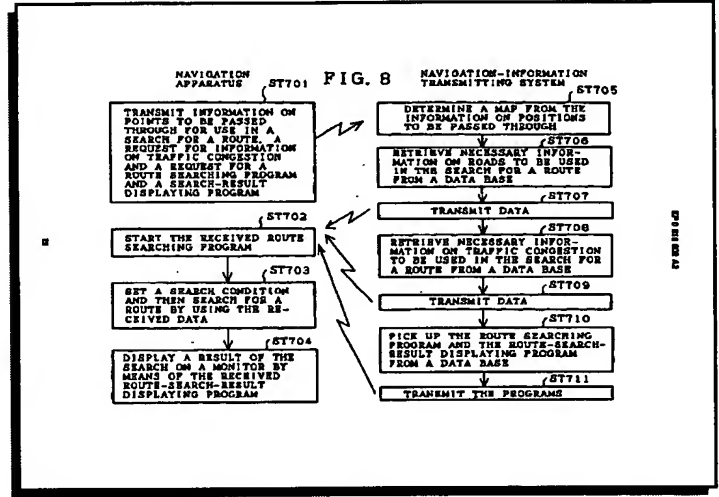 FIG. 8
NAVIGATION
APPARATUS
ST701
TRANSMIT INFORMATION ON
POINTS TO BE PASSED
THROUGH FOR USE IN A
SEARCH FOR A ROUTE, A
REQUEST FOR INFORMATION
ON TRAFFIC CONGESTION
AND A REQUEST FOR A
ROUTE SEARCHING PROGRAM
AND A SEARCH-RESULT
DISPLAYING PROGRAM
ST702
START THE RECEIVED ROUTE
SEARCHING PROGRAM
ST703
SET A SEARCH CONDITION
AND THEN SEARCH FOR A
ROUTE BY USING THE RE-
CEIVED DATA
ST704
DISPLAY A RESULT OF THE
SEARCH ON A MONITOR BY
MEANS OF THE RECEIVED
ROUTE-SEARCH-RESULT
DISPLAYING PROGRAM
NAVIGATION-INFORMATION
TRANSMITTING SYSTEM
ST705
DETERMINE A MAP FROM THE
INFORMATION ON POSITIONS
TO BE PASSED THROUGH
ST706
RETRIEVE NECESSARY INFOR-
MATION ON ROADS TO BE USED
IN THE SEARCH FOR A ROUTE
FROM A DATA BASE
ST707
TRANSMIT DATA
ST708
RETRIEVE NECESSARY INFOR-
MATION ON TRAFFIC CONGESTION
TO BE USED IN THE SEARCH FOR
A ROUTE FROM A DATA BASE
ST709
TRANSMIT DATA
ST710
PICK UP THE ROUTE SEARCHING
PROGRAM AND THE ROUTE-SEARCH-
RESULT DISPLAYING PROGRAM
FROM A DATA BASE
ST711
TRANSMIT THE PROGRAMS